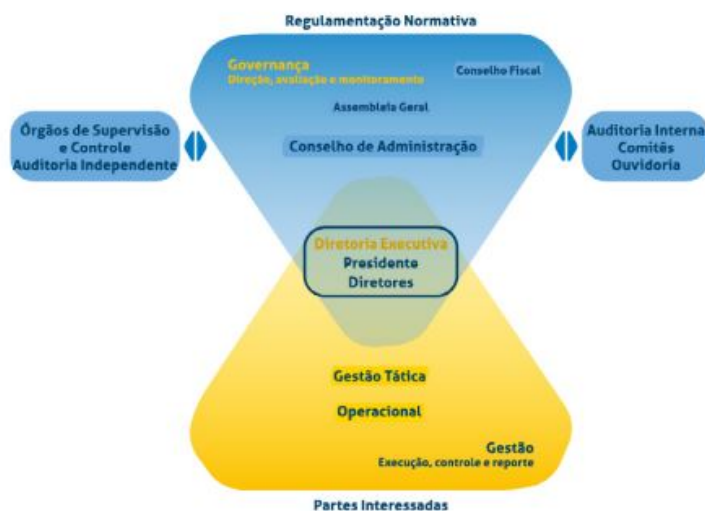 Regulamentação Normativa
Governança
Direção, avaliação e monitoramento
Conselho Fiscal
Assembleia Geral
Conselho de Administração
Órgãos de Supervisão
e Controle
Auditoria Independente
Auditoria Interna
Comitês
Ouvidoria
Diretoria Executiva
Presidente
Diretores
Gestão Tática
Operacional
Gestão
Execução, controle e reporte
Partes Interessadas